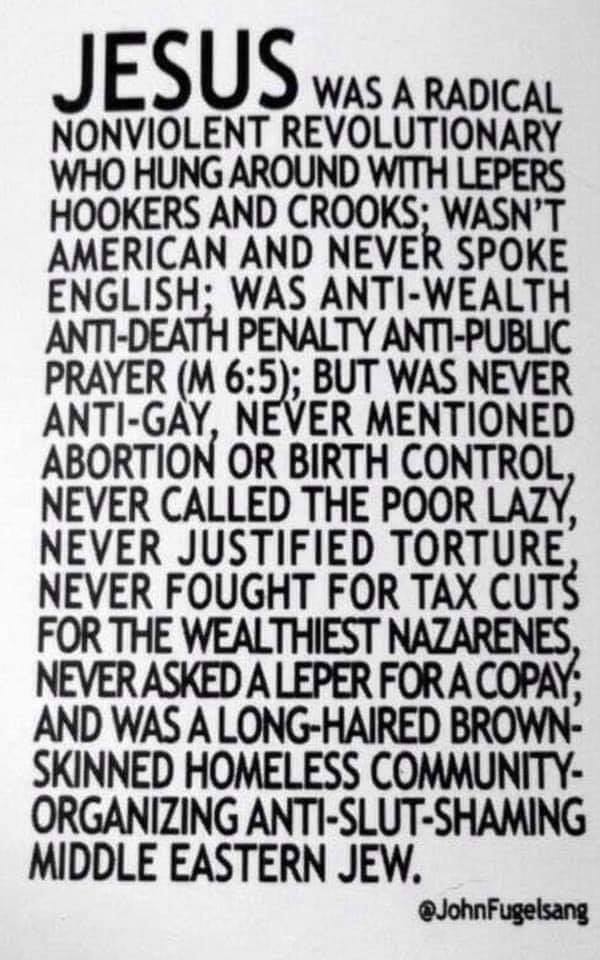 JESUS WAS A RADICAL
NONVIOLENT REVOLUTIONARY
WHO HUNG AROUND WITH LEPERS
HOOKERS AND CROOKS; WASN'T
AMERICAN AND NEVER SPOKE
ENGLISH; WAS ANTI-WEALTH
ANTI-DEATH PENALTY ANTI-PUBLIC
PRAYER (M 6:5); BUT WAS NEVER
ANTI-GAY, NEVER MENTIONED
ABORTION OR BIRTH CONTROL,
NEVER CALLED THE POOR LAZY,
NEVER JUSTIFIED TORTURE,
NEVER FOUGHT FOR TAX CUTS
FOR THE WEALTHIEST NAZARENES,
NEVER ASKED A LEPER FOR A COPAY;
AND WAS A LONG-HAIRED BROWN-
SKINNED HOMELESS COMMUNITY-
ORGANIZING ANTI-SLUT-SHAMING
MIDDLE EASTERN JEW.
@JohnFugelsang